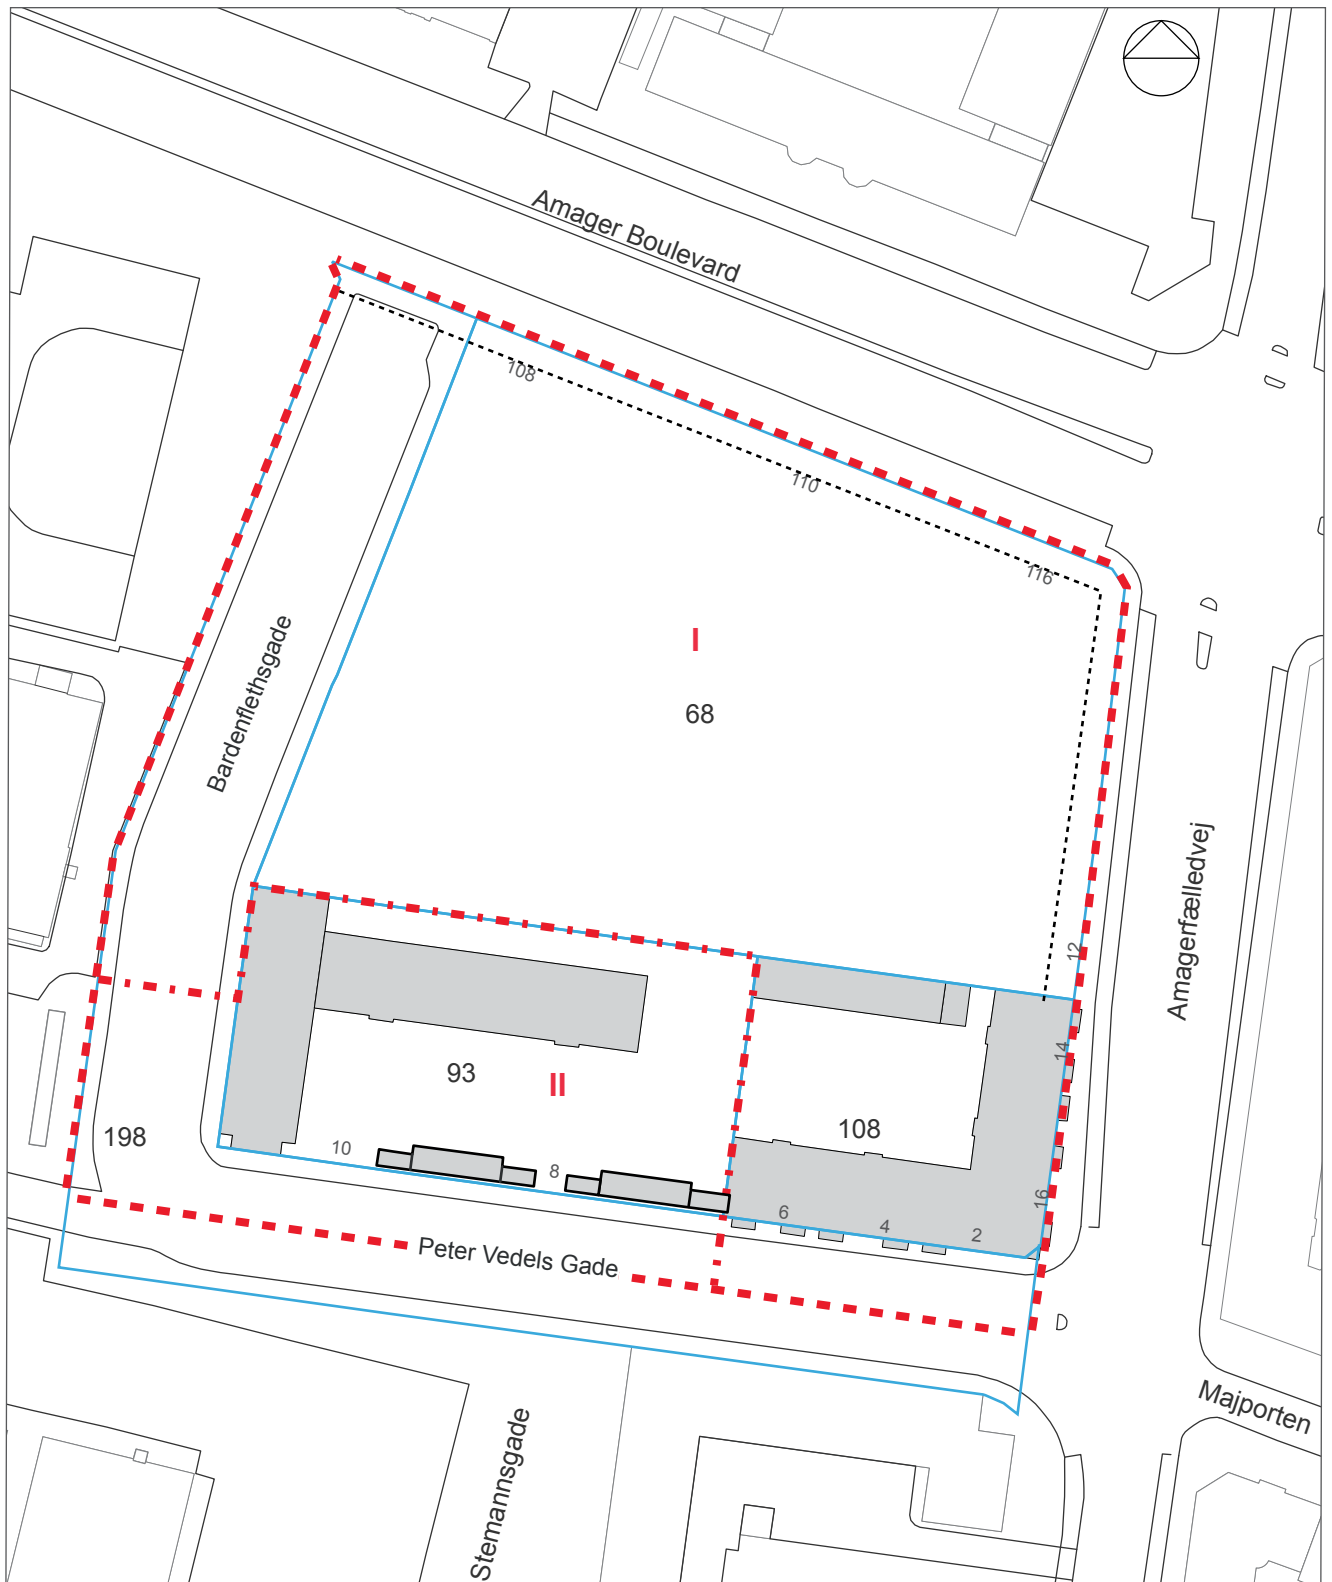 Amager Boulevard
108
110
116
I
68
Bardenflethsgade
Amagerfælledvej
12
14
93
II
108
198
10
8
16
6
4
2
Peter Vedels Gade
Majporten
Stemannsgade